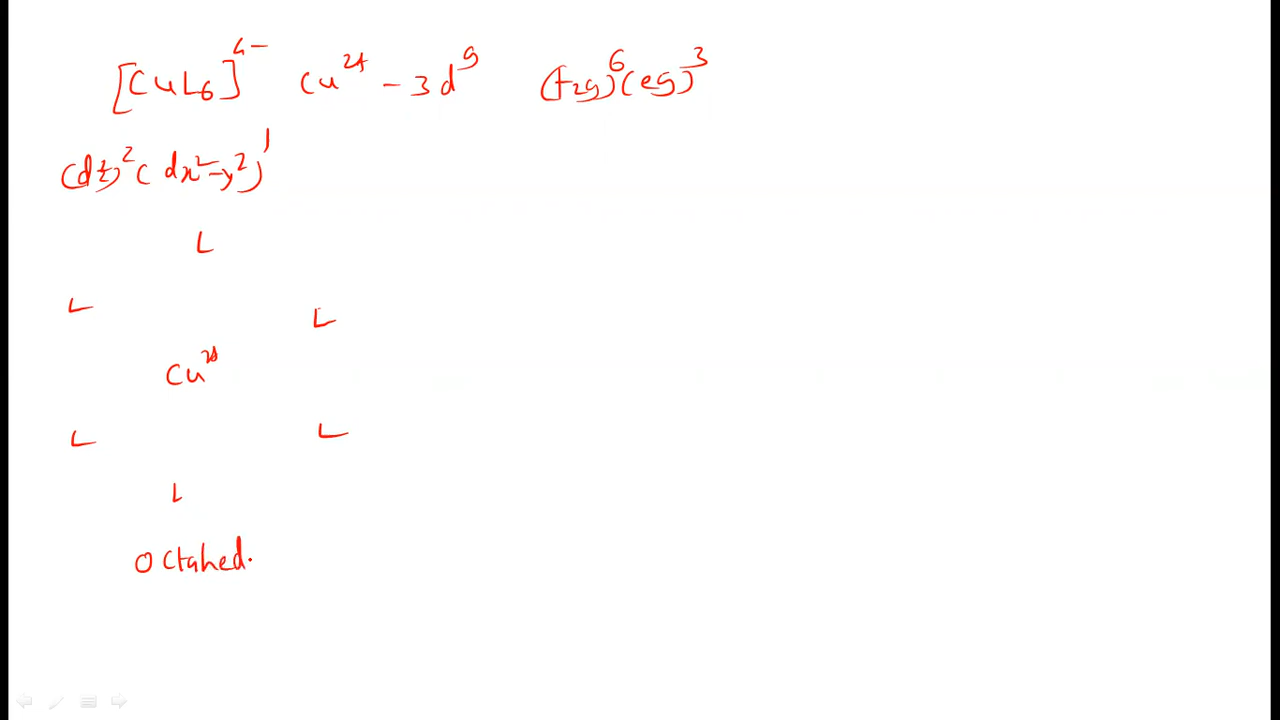 [CuL6]4- Cu2+ - 3d9 (t2g)6(eg)3
(dz2)2(dx2-y2)1
L
L
L
Cu2+
L
L
L
Octahed.